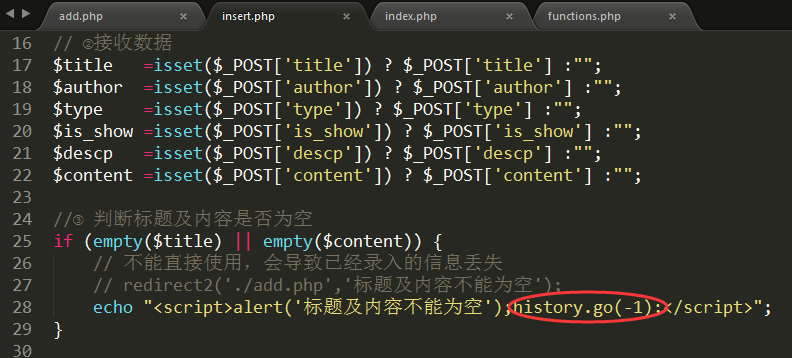 add.php × insert.php × index.php × functions.php ×
16 // ②接收数据
17 $title =isset($_POST['title']) ? $_POST['title'] :"";
18 $author =isset($_POST['author']) ? $_POST['author'] :"";
19 $type =isset($_POST['type']) ? $_POST['type'] :"";
20 $is_show =isset($_POST['is_show']) ? $_POST['is_show'] :"";
21 $descp =isset($_POST['descp']) ? $_POST['descp'] :"";
22 $content =isset($_POST['content']) ? $_POST['content'] :"";
23
24 //③ 判断标题及内容是否为空
25 if (empty($title) || empty($content)) {
26 // 不能直接使用，会导致已经录入的信息丢失
27 // redirect2('./add.php','标题及内容不能为空');
28 echo "<script>alert('标题及内容不能为空');history.go(-1);</script>";
29 }
30